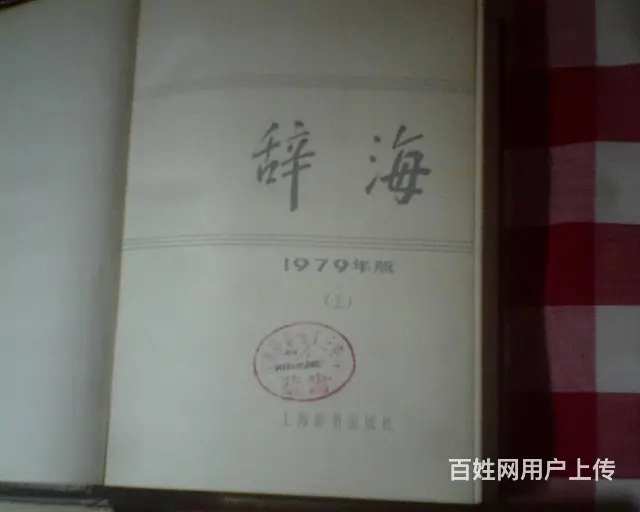 辞海
1979年版
(上)
上海辞书出版社
百姓网用户上传